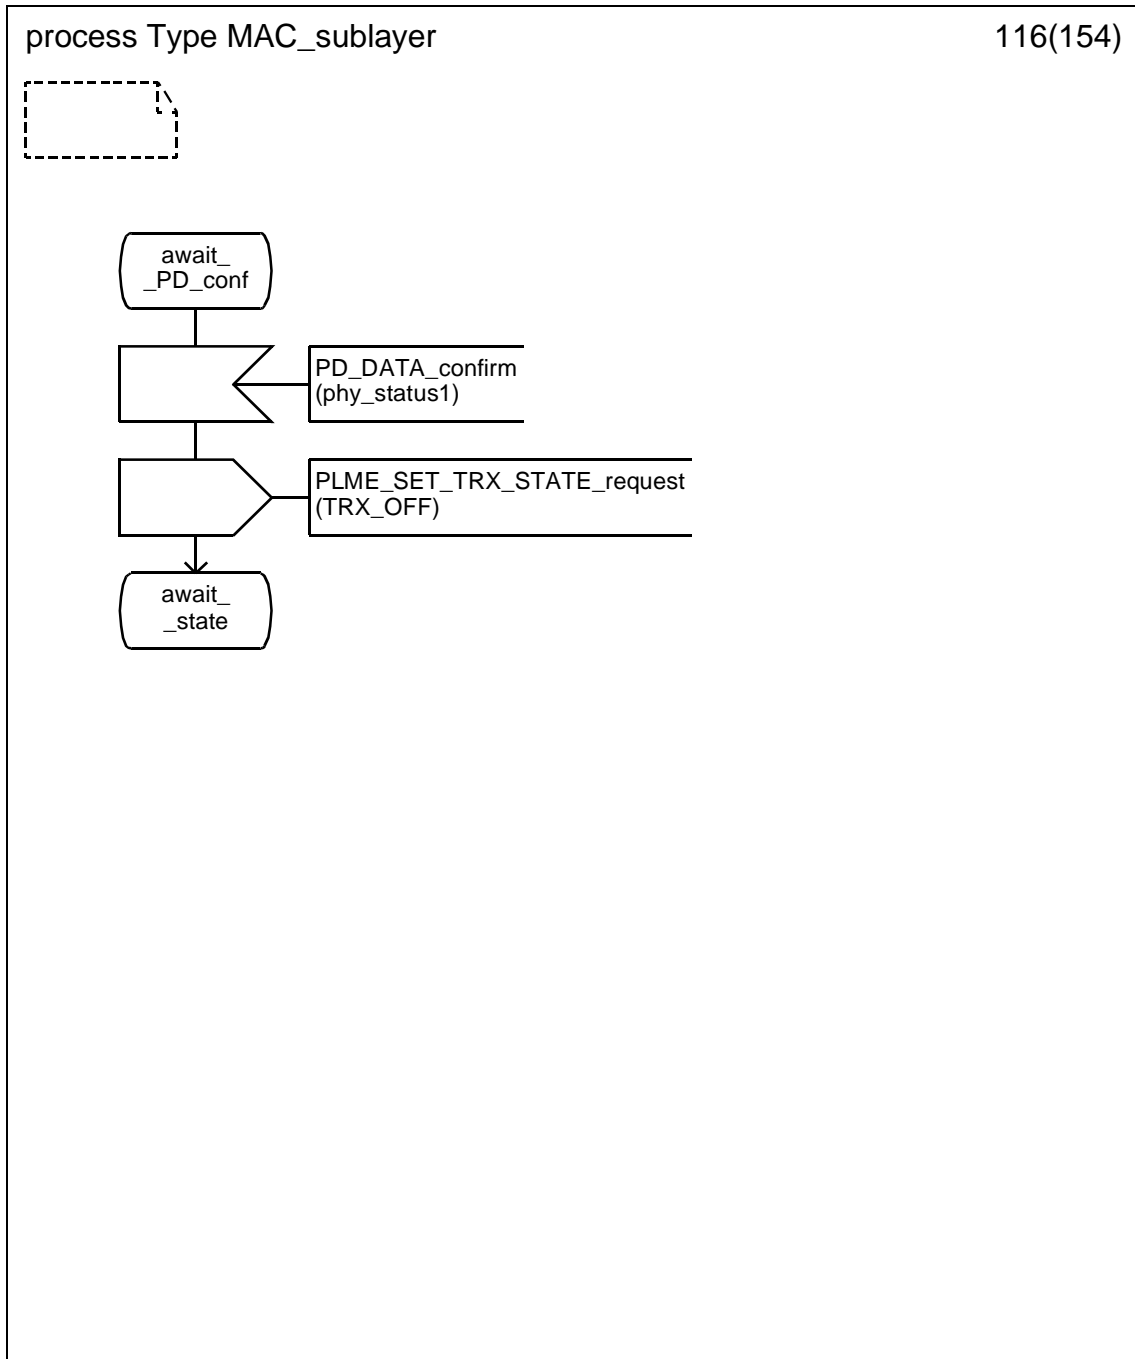 process Type MAC_sublayer
116(154)
await_
_PD_conf
PD_DATA_confirm
(phy_status1)
PLME_SET_TRX_STATE_request
(TRX_OFF)
await_
_state